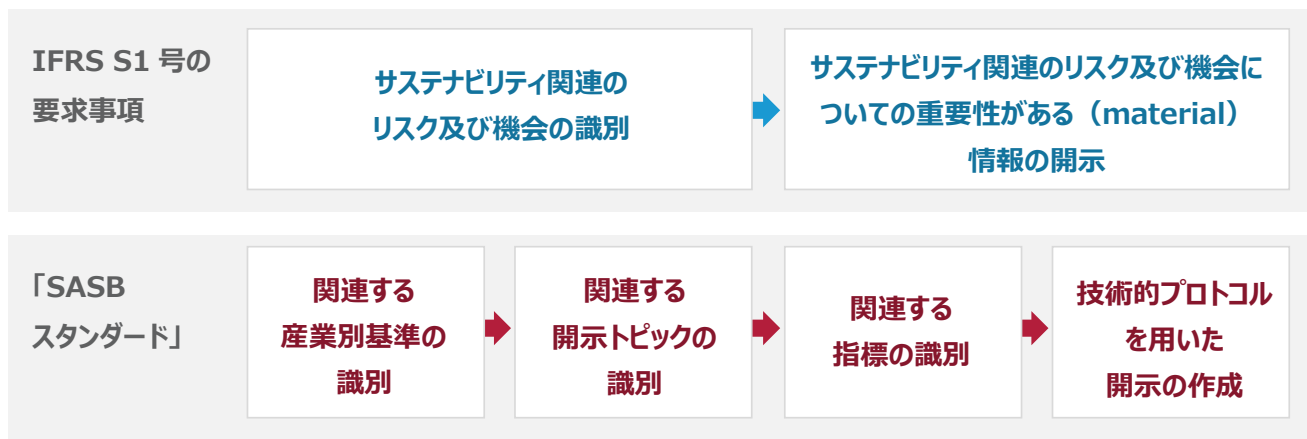 IFRS S1 号の
要求事項
サステナビリティ関連の
リスク及び機会の識別
サステナビリティ関連のリスク及び機会に
ついての重要性がある（material）
情報の開示
「SASB
スタンダード」
関連する
産業別基準の
識別
関連する
開示トピックの
識別
関連する
指標の識別
技術的プロトコル
を用いた
開示の作成